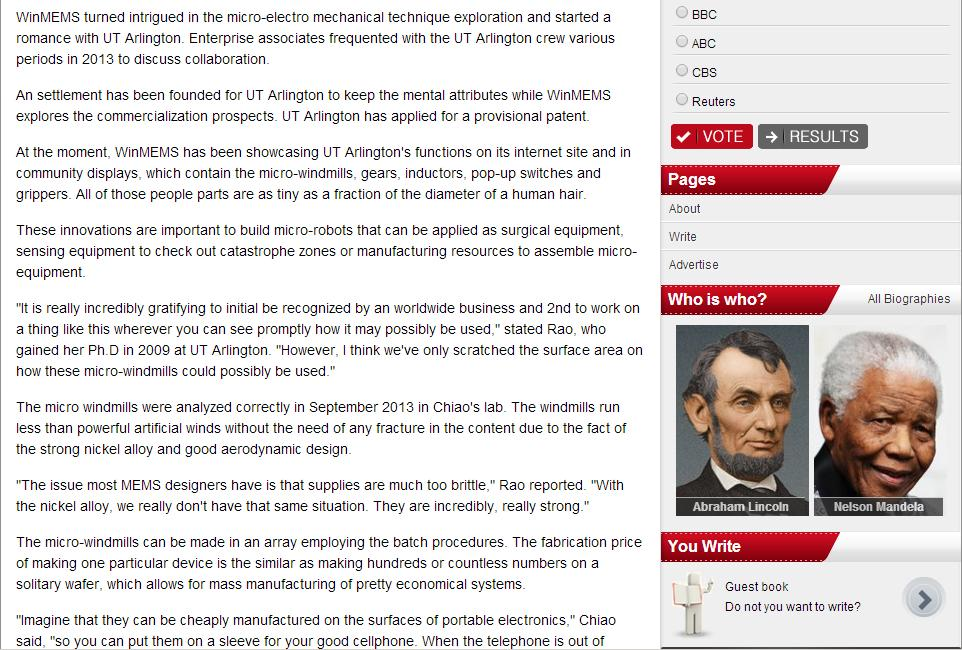 WinMEMS turned intrigued in the micro-electro mechanical technique exploration and started a
romance with UT Arlington. Enterprise associates frequented with the UT Arlington crew various
periods in 2013 to discuss collaboration.
An settlement has been founded for UT Arlington to keep the mental attributes while WinMEMS
explores the commercialization prospects. UT Arlington has applied for a provisional patent.
At the moment, WinMEMS has been showcasing UT Arlington's functions on its internet site and in
community displays, which contain the micro-windmills, gears, inductors, pop-up switches and
grippers. All of those people parts are as tiny as a fraction of the diameter of a human hair.
These innovations are important to build micro-robots that can be applied as surgical equipment,
sensing equipment to check out catastrophe zones or manufacturing resources to assemble micro-
equipment.
"It is really incredibly gratifying to initial be recognized by an worldwide business and 2nd to work on
a thing like this wherever you can see promptly how it may possibly be used," stated Rao, who
gained her Ph.D in 2009 at UT Arlington. "However, I think we've only scratched the surface area on
how these micro-windmills could possibly be used."
The micro windmills were analyzed correctly in September 2013 in Chiao's lab. The windmills run
less than powerful artificial winds without the need of any fracture in the content due to the fact of
the strong nickel alloy and good aerodynamic design.
"The issue most MEMS designers have is that supplies are much too brittle," Rao reported. "With
the nickel alloy, we really don't have that same situation. They are incredibly, really strong."
The micro-windmills can be made in an array employing the batch procedures. The fabrication price
of making one particular device is the similar as making hundreds or countless numbers on a
solitary wafer, which allows for mass manufacturing of pretty economical systems.
"Imagine that they can be cheaply manufactured on the surfaces of portable electronics," Chiao
said, "so you can put them on a sleeve for your good cellphone. When the telephone is out of
BBC
ABC
CBS
Reuters
VOTE
RESULTS
Pages
About
Write
Advertise
Who is who?
All Biographies
Abraham Lincoln
Nelson Mandela
You Write
Guest book
Do not you want to write?